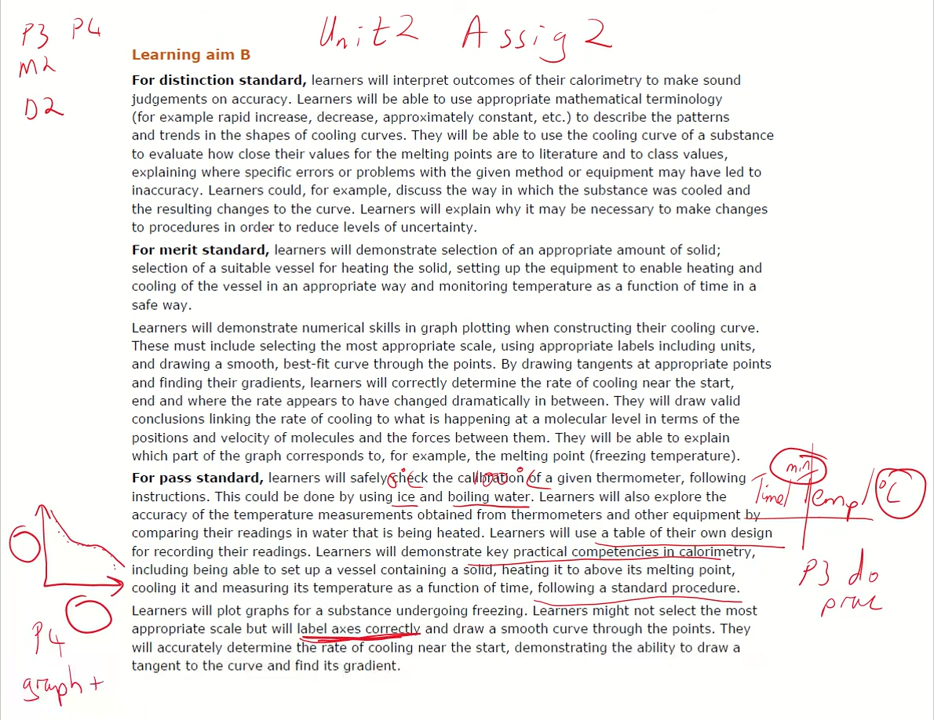 P3 P4 Unit 2 Assig 2
M2
Learning aim B
D2
For distinction standard, learners will interpret outcomes of their calorimetry to make sound
judgements on accuracy. Learners will be able to use appropriate mathematical terminology
(for example rapid increase, decrease, approximately constant, etc.) to describe the patterns
and trends in the shapes of cooling curves. They will be able to use the cooling curve of a substance
to evaluate how close their values for the melting points are to literature and to class values,
explaining where specific errors or problems with the given method or equipment may have led to
inaccuracy. Learners could, for example, discuss the way in which the substance was cooled and
the resulting changes to the curve. Learners will explain why it may be necessary to make changes
to procedures in order to reduce levels of uncertainty.
For merit standard, learners will demonstrate selection of an appropriate amount of solid;
selection of a suitable vessel for heating the solid, setting up the equipment to enable heating and
cooling of the vessel in an appropriate way and monitoring temperature as a function of time in a
safe way.
Learners will demonstrate numerical skills in graph plotting when constructing their cooling curve.
These must include selecting the most appropriate scale, using appropriate labels including units,
and drawing a smooth, best-fit curve through the points. By drawing tangents at appropriate points
and finding their gradients, learners will correctly determine the rate of cooling near the start,
end and where the rate appears to have changed dramatically in between. They will draw valid
conclusions linking the rate of cooling to what is happening at a molecular level in terms of the
positions and velocity of molecules and the forces between them. They will be able to explain
which part of the graph corresponds to, for example, the melting point (freezing temperature).
For pass standard, learners will safely check the calibration of a given thermometer, following
0°C 100°C
instructions. This could be done by using ice and boiling water. Learners will also explore the
accuracy of the temperature measurements obtained from thermometers and other equipment by
comparing their readings in water that is being heated. Learners will use a table of their own design
for recording their readings. Learners will demonstrate key practical competencies in calorimetry,
including being able to set up a vessel containing a solid, heating it to above its melting point,
cooling it and measuring its temperature as a function of time, following a standard procedure.
Learners will plot graphs for a substance undergoing freezing. Learners might not select the most
appropriate scale but will label axes correctly and draw a smooth curve through the points. They
will accurately determine the rate of cooling near the start, demonstrating the ability to draw a
tangent to the curve and find its gradient.
min
Time/ Temp/ °C
P3 do
prac
P4
graph +